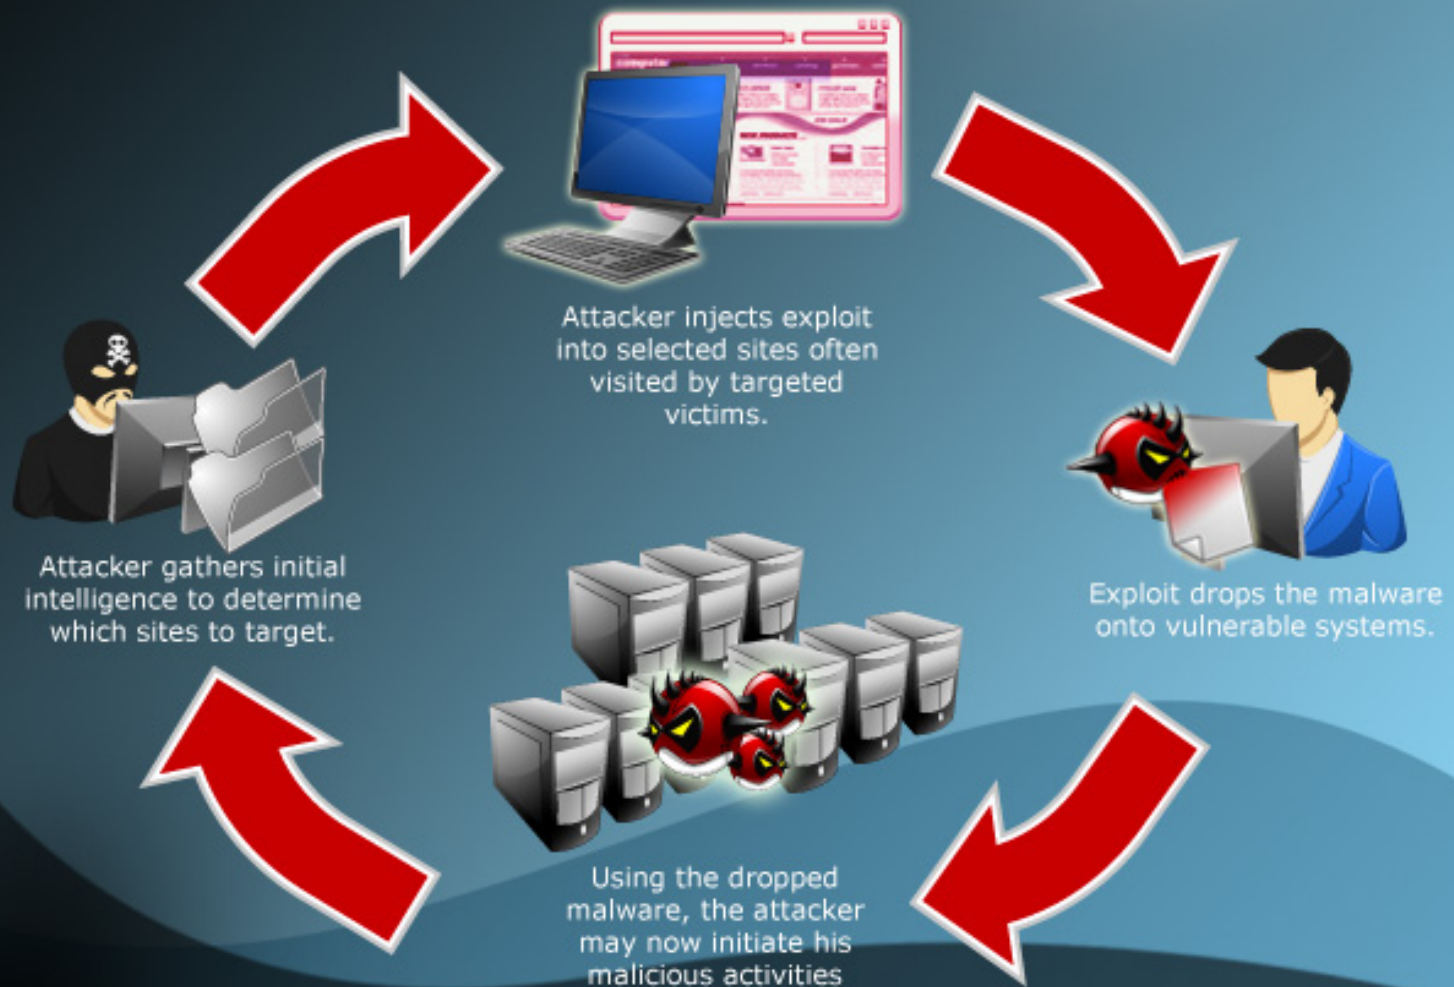 Attacker gathers initial
intelligence to determine
which sites to target.
Attacker injects exploit
into selected sites often
visited by targeted
victims.
Exploit drops the malware
onto vulnerable systems.
Using the dropped
malware, the attacker
may now initiate his
malicious activities